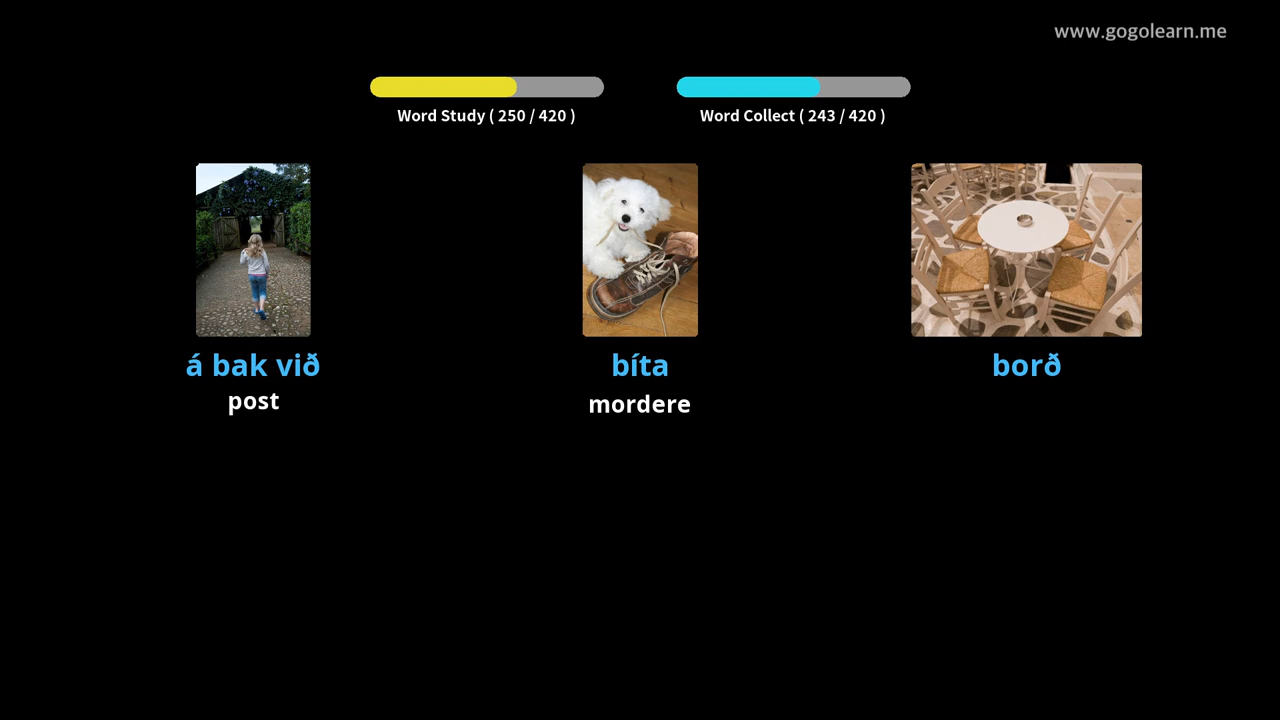 www.gogolearn.me
Word Study ( 250 / 420 )
Word Collect ( 243 / 420 )
á bak við
bíta
borð
post
mordere